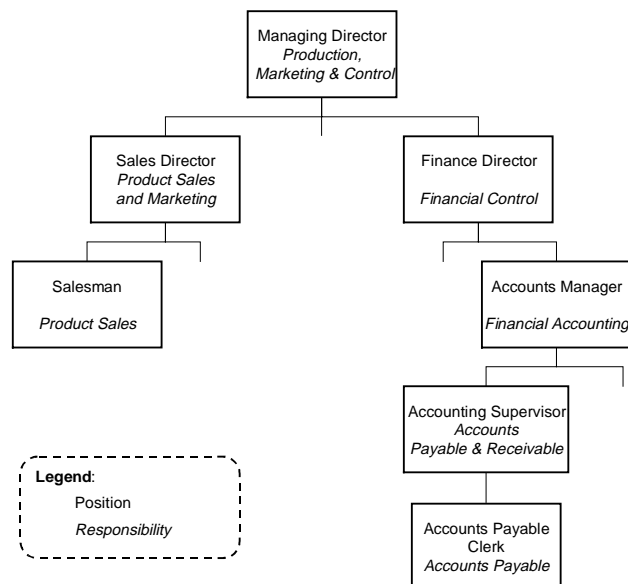 Managing Director
Production,
Marketing & Control
Sales Director
Product Sales
and Marketing
Finance Director
Financial Control
Salesman
Product Sales
Accounts Manager
Financial Accounting
Accounting Supervisor
Accounts
Payable & Receivable
Legend:
Position
Responsibility
Accounts Payable
Clerk
Accounts Payable